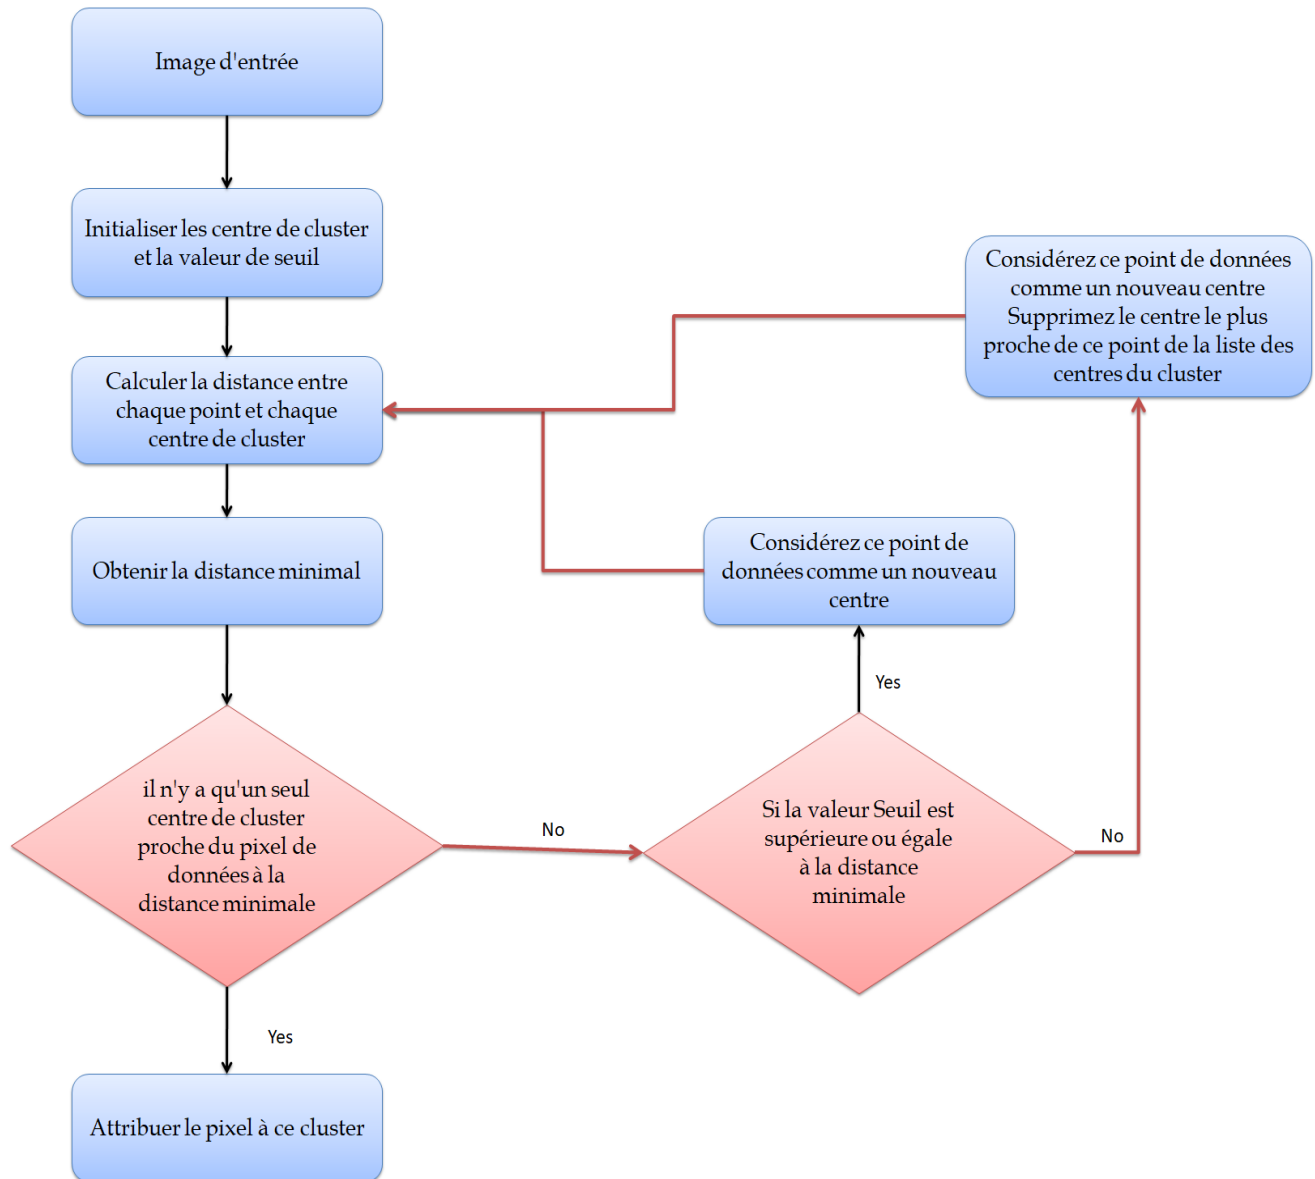 Image d'entrée
Initialiser les centre de cluster
et la valeur de seuil
Calculer la distance entre
chaque point et chaque
centre de cluster
Obtenir la distance minimal
il n'y a qu'un seul
centre de cluster
proche du pixel de
données à la
distance minimale
Yes
Attribuer le pixel à ce cluster
No
Si la valeur Seuil est
supérieure ou égale
à la distance
minimale
Yes
Considérez ce point de
données comme un nouveau
centre
No
Considérez ce point de données
comme un nouveau centre
Supprimez le centre le plus
proche de ce point de la liste des
centres du cluster